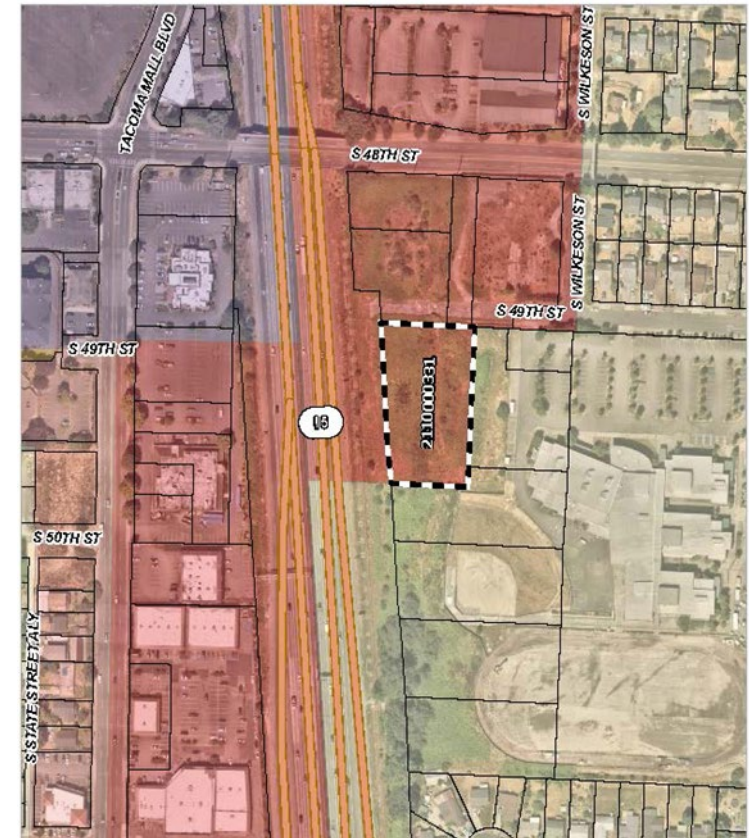 TACOMA MALL BLVD
S WILKESON ST
S 48TH ST
S WILKESON ST
S 49TH ST
S 49TH ST
2110000331
I5
S 50TH ST
S STATE STREET ALY